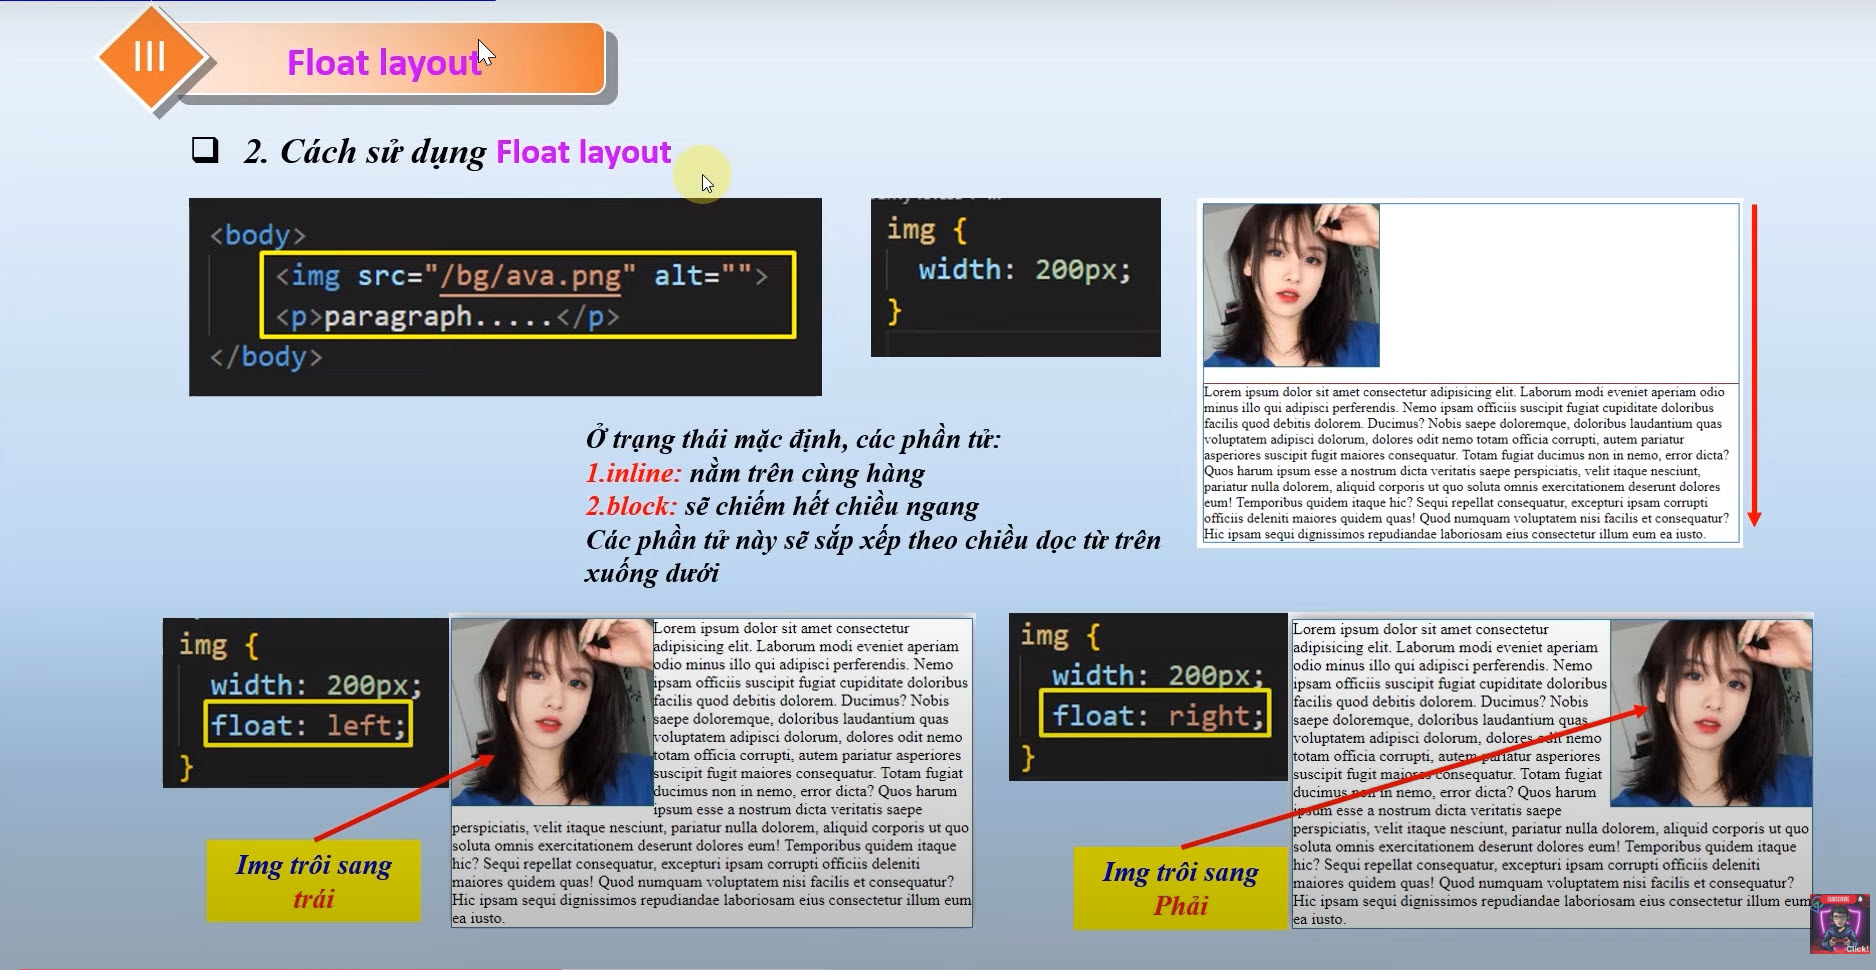 III
Float layout
2. Cách sử dụng Float layout
<body>
<img src="/bg/ava.png" alt="">
<p>paragraph.....</p>
</body>
img {
width: 200px;
}
Lorem ipsum dolor sit amet consectetur adipisicing elit. Laborum modi eveniet aperiam odio
minus illo qui adipisci perferendis. Nemo ipsam officiis suscipit fugiat cupiditate doloribus
facilis quod debitis dolorem. Ducimus? Nobis saepe doloremque, doloribus laudantium quas
voluptatem adipisci dolorum, dolores odit nemo totam officia corrupti, autem pariatur
asperiores suscipit fugit maiores consequatur. Totam fugiat ducimus non in nemo, error dicta?
Quos harum ipsum esse a nostrum dicta veritatis saepe perspiciatis, velit itaque nesciunt,
pariatur nulla dolorem, aliquid corporis ut quo soluta omnis exercitationem deserunt dolores
eum! Temporibus quidem itaque hic? Sequi repellat consequatur, excepturi ipsam corrupti
officiis deleniti maiores quidem quas! Quod numquam voluptatem nisi facilis et consequatur?
Hic ipsam sequi dignissimos repudiandae laboriosam eius consectetur illum eum ea iusto.
Ở trạng thái mặc định, các phần tử:
1.inline: nằm trên cùng hàng
2.block: sẽ chiếm hết chiều ngang
Các phần tử này sẽ sắp xếp theo chiều dọc từ trên
xuống dưới
img {
width: 200px;
float: left;
}
Img trôi sang
trái
Lorem ipsum dolor sit amet consectetur
adipisicing elit. Laborum modi eveniet aperiam
odio minus illo qui adipisci perferendis. Nemo
ipsam officiis suscipit fugiat cupiditate doloribus
facilis quod debitis dolorem. Ducimus? Nobis
saepe doloremque, doloribus laudantium quas
voluptatem adipisci dolorum, dolores odit nemo
totam officia corrupti, autem pariatur asperiores
suscipit fugit maiores consequatur. Totam fugiat
ducimus non in nemo, error dicta? Quos harum
ipsum esse a nostrum dicta veritatis saepe
perspiciatis, velit itaque nesciunt, pariatur nulla dolorem, aliquid corporis ut quo
soluta omnis exercitationem deserunt dolores eum! Temporibus quidem itaque
hic? Sequi repellat consequatur, excepturi ipsam corrupti officiis deleniti
maiores quidem quas! Quod numquam voluptatem nisi facilis et consequatur?
Hic ipsam sequi dignissimos repudiandae laboriosam eius consectetur illum eum
ea iusto.
img {
width: 200px;
float: right;
}
Img trôi sang
Phải
Lorem ipsum dolor sit amet consectetur
adipisicing elit. Laborum modi eveniet aperiam
odio minus illo qui adipisci perferendis. Nemo
ipsam officiis suscipit fugiat cupiditate doloribus
facilis quod debitis dolorem. Ducimus? Nobis
saepe doloremque, doloribus laudantium quas
voluptatem adipisci dolorum, dolores odit nemo
totam officia corrupti, autem pariatur asperiores
suscipit fugit maiores consequatur. Totam fugiat
ducimus non in nemo, error dicta? Quos harum
ipsum esse a nostrum dicta veritatis saepe
perspiciatis, velit itaque nesciunt, pariatur nulla dolorem, aliquid corporis ut quo
soluta omnis exercitationem deserunt dolores eum! Temporibus quidem itaque
hic? Sequi repellat consequatur, excepturi ipsam corrupti officiis deleniti
maiores quidem quas! Quod numquam voluptatem nisi facilis et consequatur?
Hic ipsam sequi dignissimos repudiandae laboriosam eius consectetur illum eum
ea iusto.
SUBSCRIBE
Click!